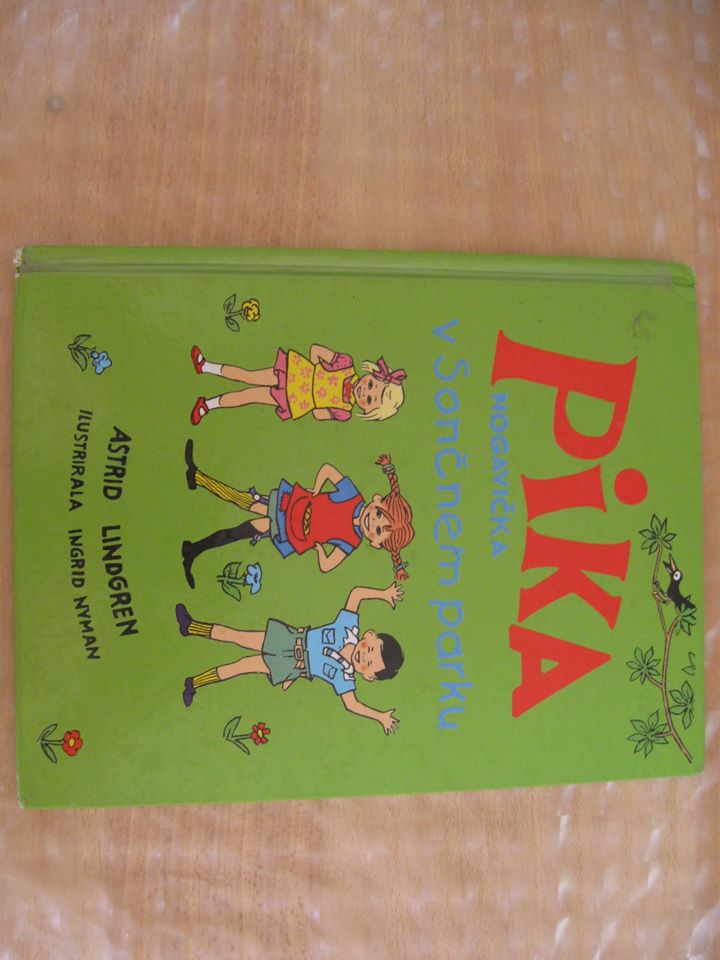 PiKA
NOGAVIČKA
v Sončnem parku
ASTRID LINDGREN
ILUSTRIRALA INGRID NYMAN